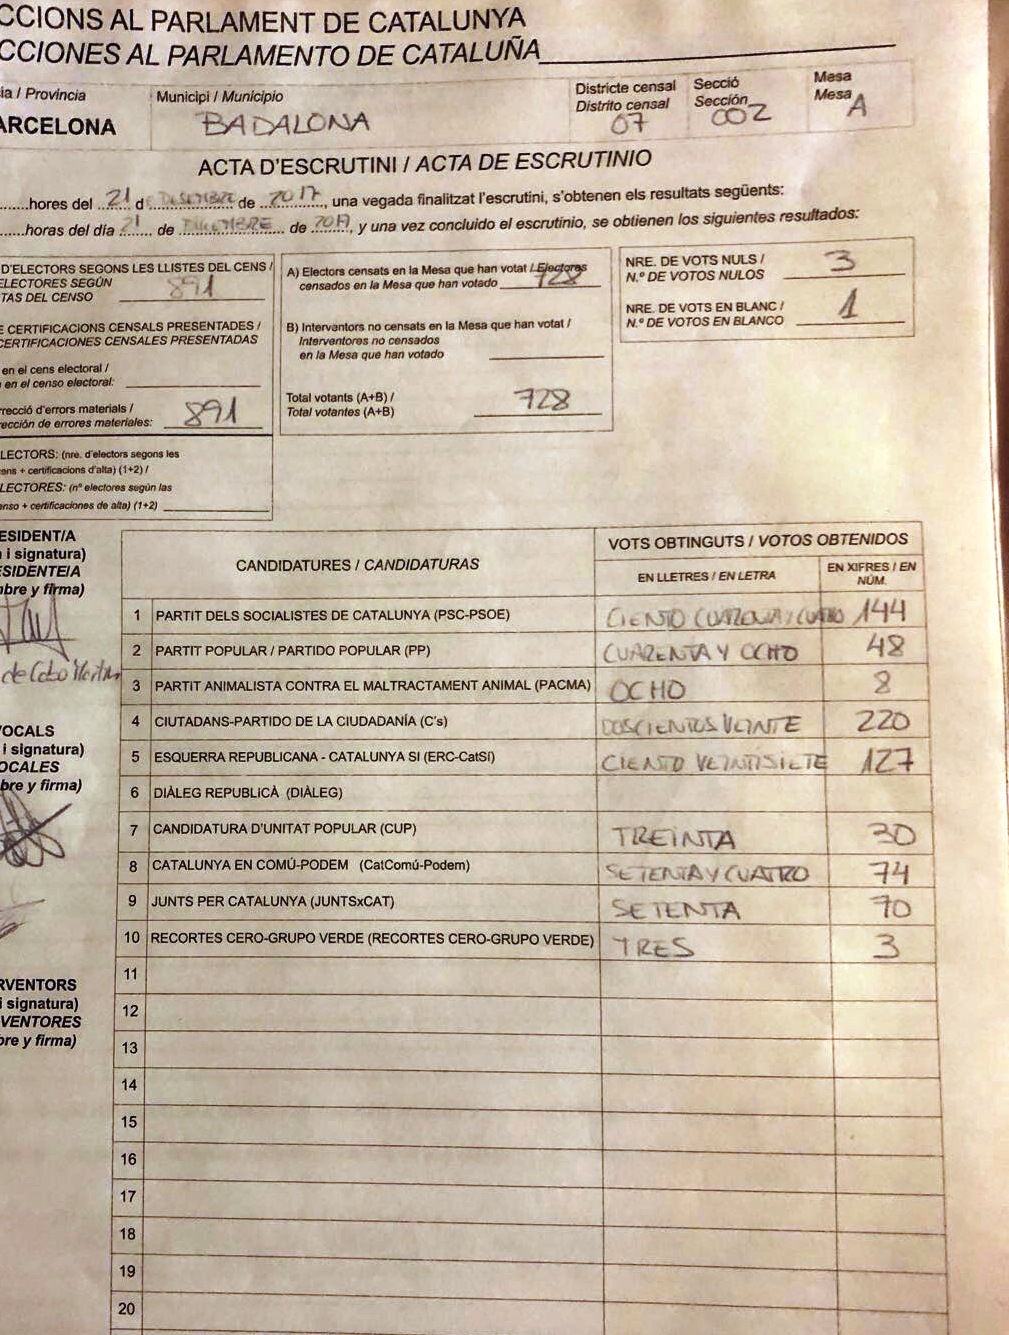 CCIONS AL PARLAMENT DE CATALUNYA
CCIONES AL PARLAMENTO DE CATALUÑA
ia / Provincia
ARCELONA
Municipi / Municipio
BADALONA
Districte censal
Distrito censal
07
Secció
Sección
002
Mesa
Mesa
A
ACTA D'ESCRUTINI / ACTA DE ESCRUTINIO
hores del 21 d DICIEMBRE de 2017, una vegada finalitzat l'escrutini, s'obtenen els resultats següents:
horas del día 21 de DICIEMBRE de 2017, y una vez concluido el escrutinio, se obtienen los siguientes resultados:
D'ELECTORS SEGONS LES LLISTES DEL CENS /
ELECTORES SEGÚN
TAS DEL CENSO 891
E CERTIFICACIONS CENSALS PRESENTADES /
CERTIFICACIONES CENSALES PRESENTADAS
en el cens electoral /
en el censo electoral:
rrecció d'errors materials /
rección de errores materiales: 891
LECTORS: (nre. d'electors segons les
ens + certificacions d'alta) (1+2) /
LECTORES: (nº electores según las
enso + certificaciones de alta) (1+2)
A) Electors censats en la Mesa que han votat / Electores
censados en la Mesa que han votado 728
B) Interventors no censats en la Mesa que han votat /
Interventores no censados
en la Mesa que han votado
Total votants (A+B) /
Total votantes (A+B) 728
NRE. DE VOTS NULS /
N.º DE VOTOS NULOS 3
NRE. DE VOTS EN BLANC /
N.º DE VOTOS EN BLANCO 1
ESIDENT/A
i signatura)
SIDENTE/A
nbre y firma)
de Cobo Martin
VOCALS
i signatura)
OCALES
bre y firma)
RVENTORS
i signatura)
VENTORES
bre y firma)
CANDIDATURES / CANDIDATURAS
VOTS OBTINGUTS / VOTOS OBTENIDOS
EN LLETRES / EN LETRA
EN XIFRES / EN
NÚM.
1 PARTIT DELS SOCIALISTES DE CATALUNYA (PSC-PSOE) CIENTO CUARENTA Y CUATRO 144
2 PARTIT POPULAR / PARTIDO POPULAR (PP) CUARENTA Y OCHO 48
3 PARTIT ANIMALISTA CONTRA EL MALTRACTAMENT ANIMAL (PACMA) OCHO 8
4 CIUTADANS-PARTIDO DE LA CIUDADANÍA (C's) DOSCIENTOS VEINTE 220
5 ESQUERRA REPUBLICANA - CATALUNYA SÍ (ERC-CatSí) CIENTO VEINTISIETE 127
6 DIÀLEG REPUBLICÀ (DIÀLEG)
7 CANDIDATURA D'UNITAT POPULAR (CUP) TREINTA 30
8 CATALUNYA EN COMÚ-PODEM (CatComú-Podem) SETENTA Y CUATRO 74
9 JUNTS PER CATALUNYA (JUNTSxCAT) SETENTA 70
10 RECORTES CERO-GRUPO VERDE (RECORTES CERO-GRUPO VERDE) TRES 3
11
12
13
14
15
16
17
18
19
20